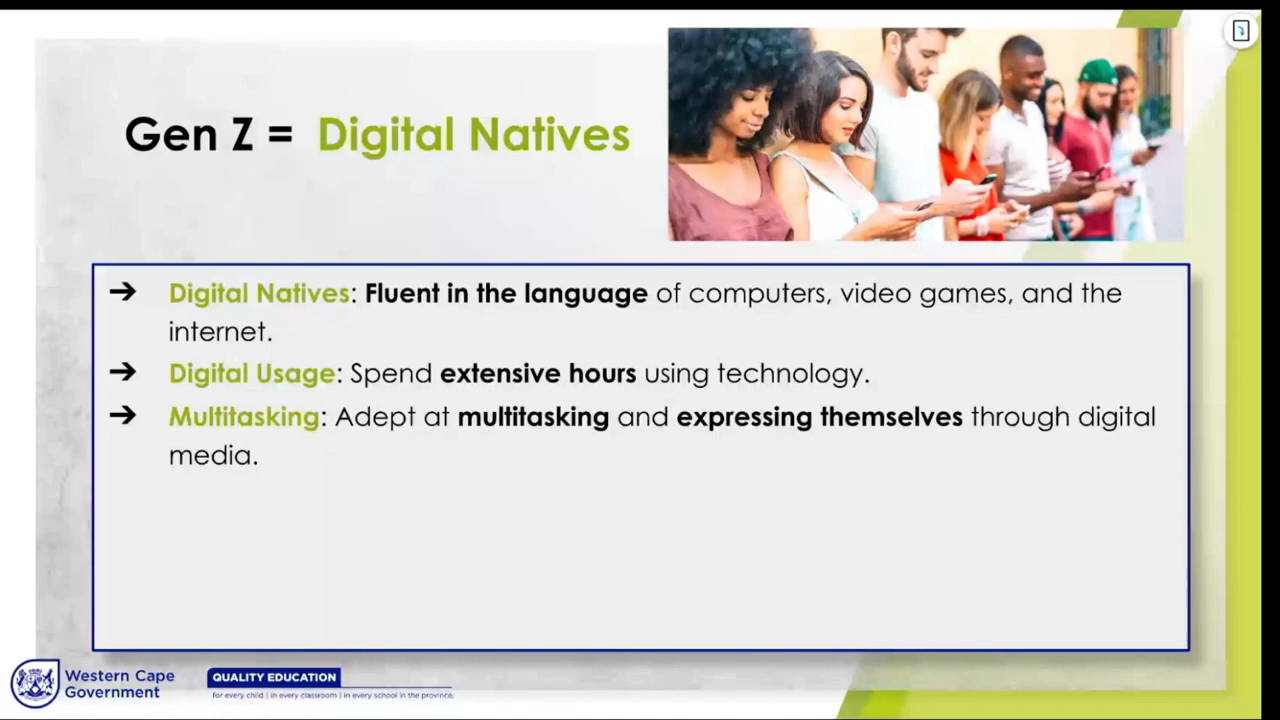 Gen Z = Digital Natives
➔ Digital Natives: Fluent in the language of computers, video games, and the
internet.
➔ Digital Usage: Spend extensive hours using technology.
➔ Multitasking: Adept at multitasking and expressing themselves through digital
media.
Western Cape
Government
QUALITY EDUCATION
for every child | in every classroom | in every school in the province.